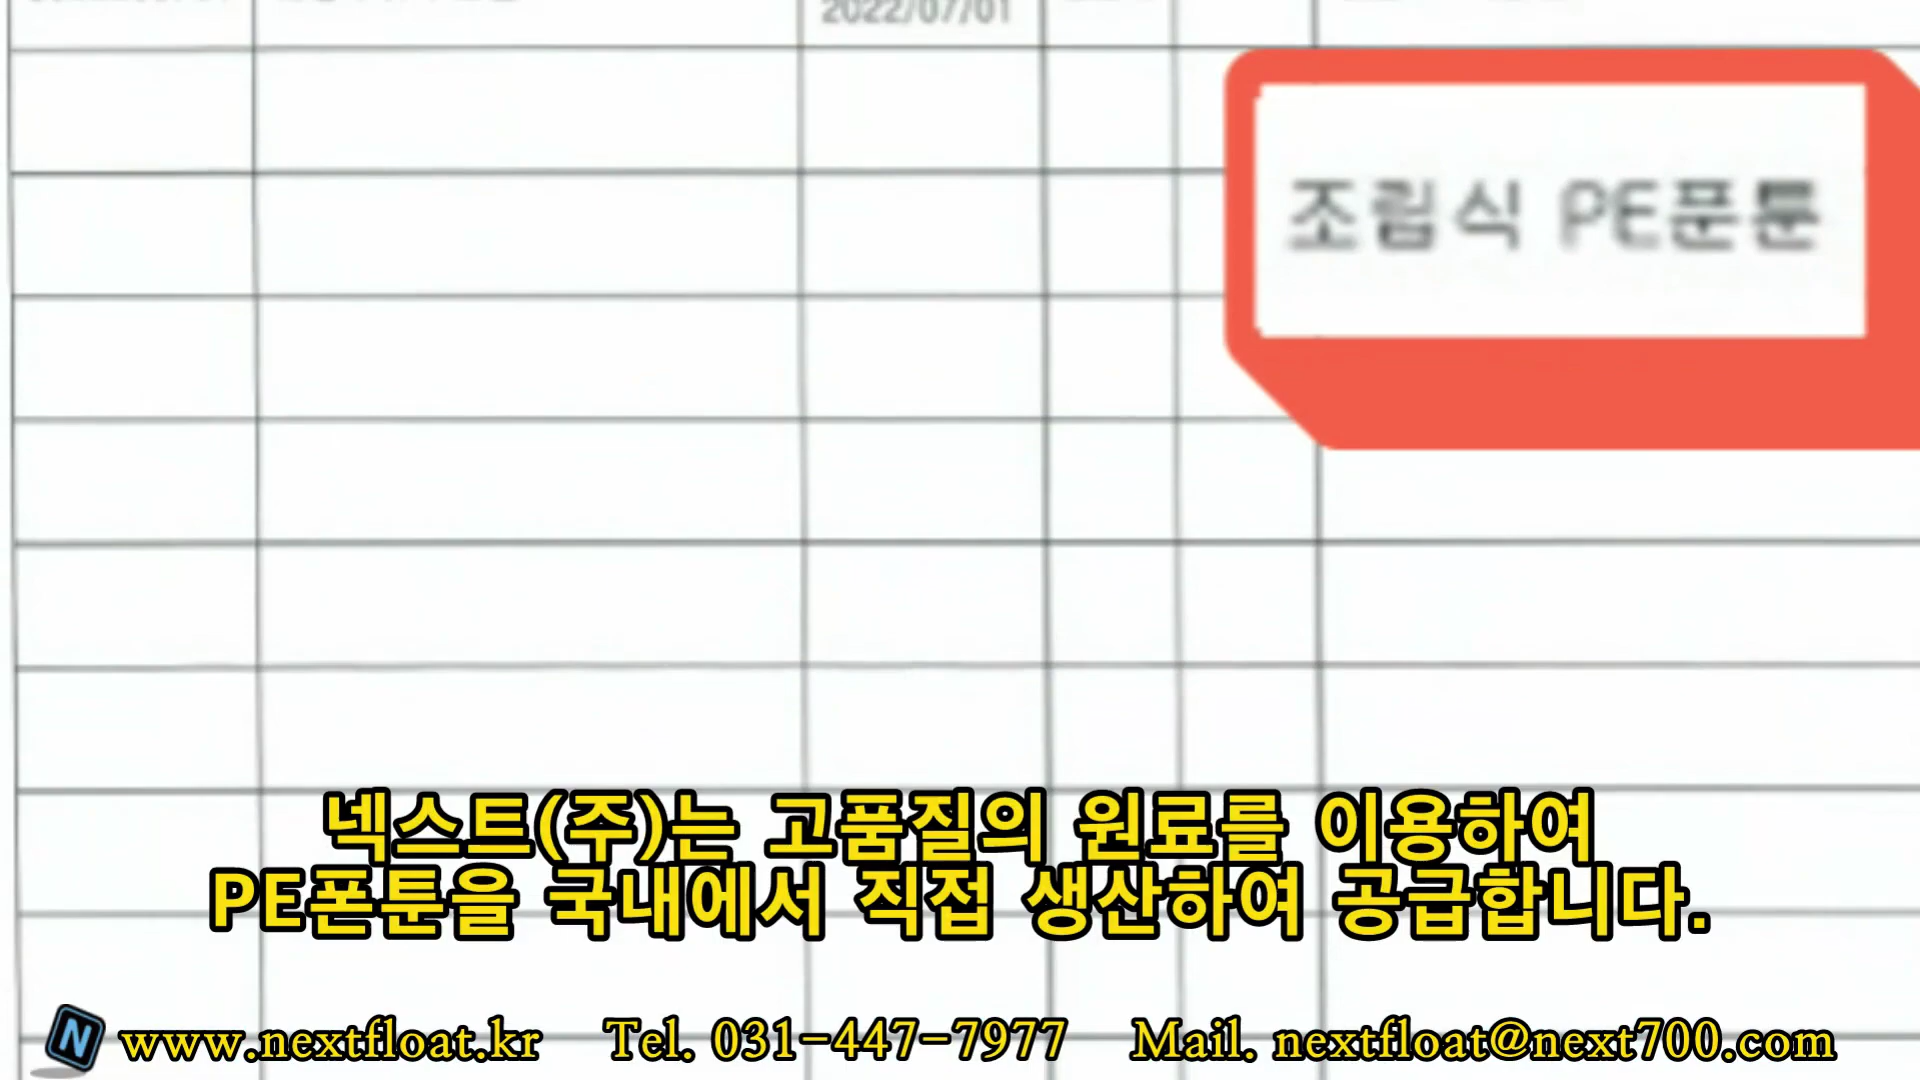 2022/07/01
조립식 PE푼툰
넥스트(주)는 고품질의 원료를 이용하여
PE폰툰을 국내에서 직접 생산하여 공급합니다.
N www.nextfloat.kr Tel. 031-447-7977 Mail. nextfloat@next700.com